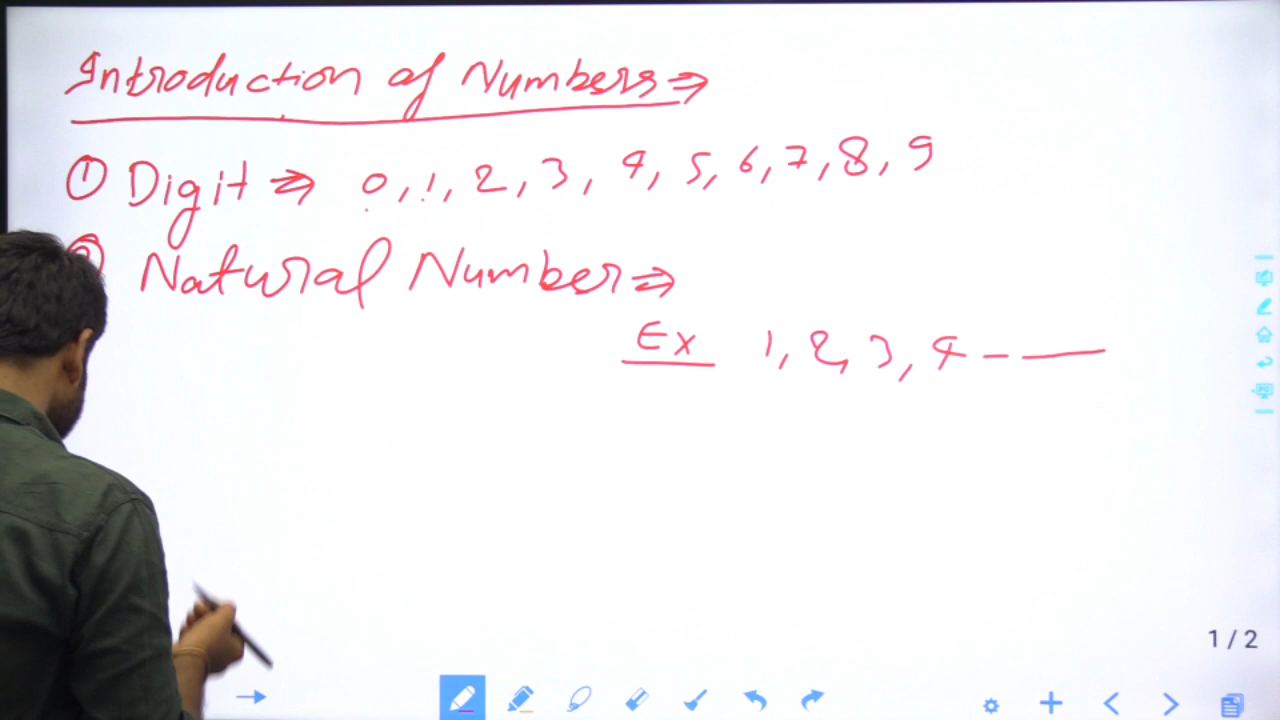 Introduction of Numbers ⇒
① Digit ⇒ 0, 1, 2, 3, 4, 5, 6, 7, 8, 9
Natural Number ⇒
Ex 1, 2, 3, 4 - —
1 / 2